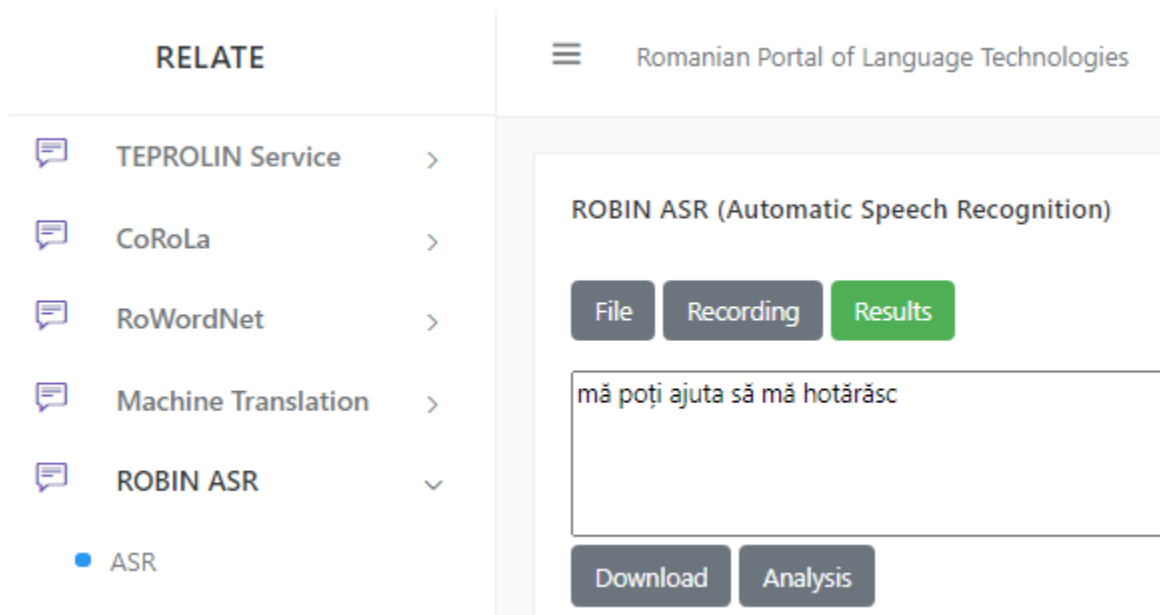 RELATE
TEPROLIN Service
CoRoLa
RoWordNet
Machine Translation
ROBIN ASR
ASR
Romanian Portal of Language Technologies
ROBIN ASR (Automatic Speech Recognition)
File Recording Results
mă poți ajuta să mă hotărăsc
Download Analysis